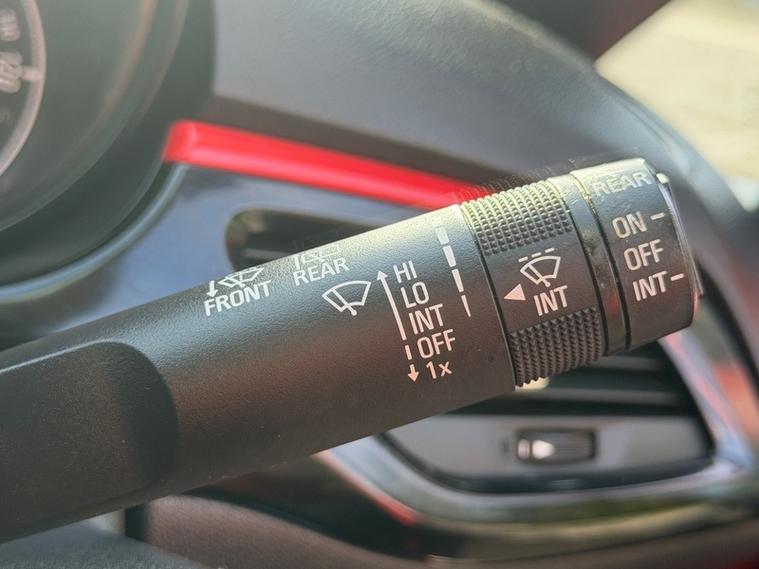 FRONT
REAR
HI
LO
INT
OFF
1x
INT
REAR
ON
OFF
INT